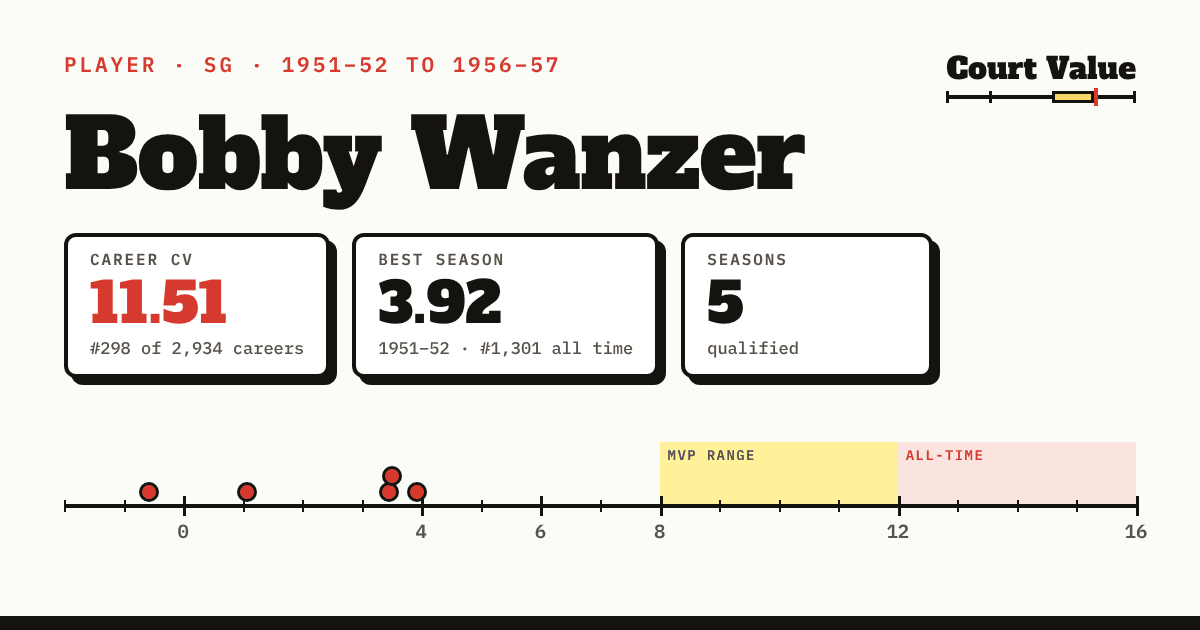 PLAYER · SG · 1951–52 TO 1956–57
Court Value
Bobby Wanzer
CAREER CV
11.51
#298 of 2,934 careers
BEST SEASON
3.92
1951–52 · #1,301 all time
SEASONS
5
qualified
MVP RANGE
ALL-TIME
0 4 6 8 12 16